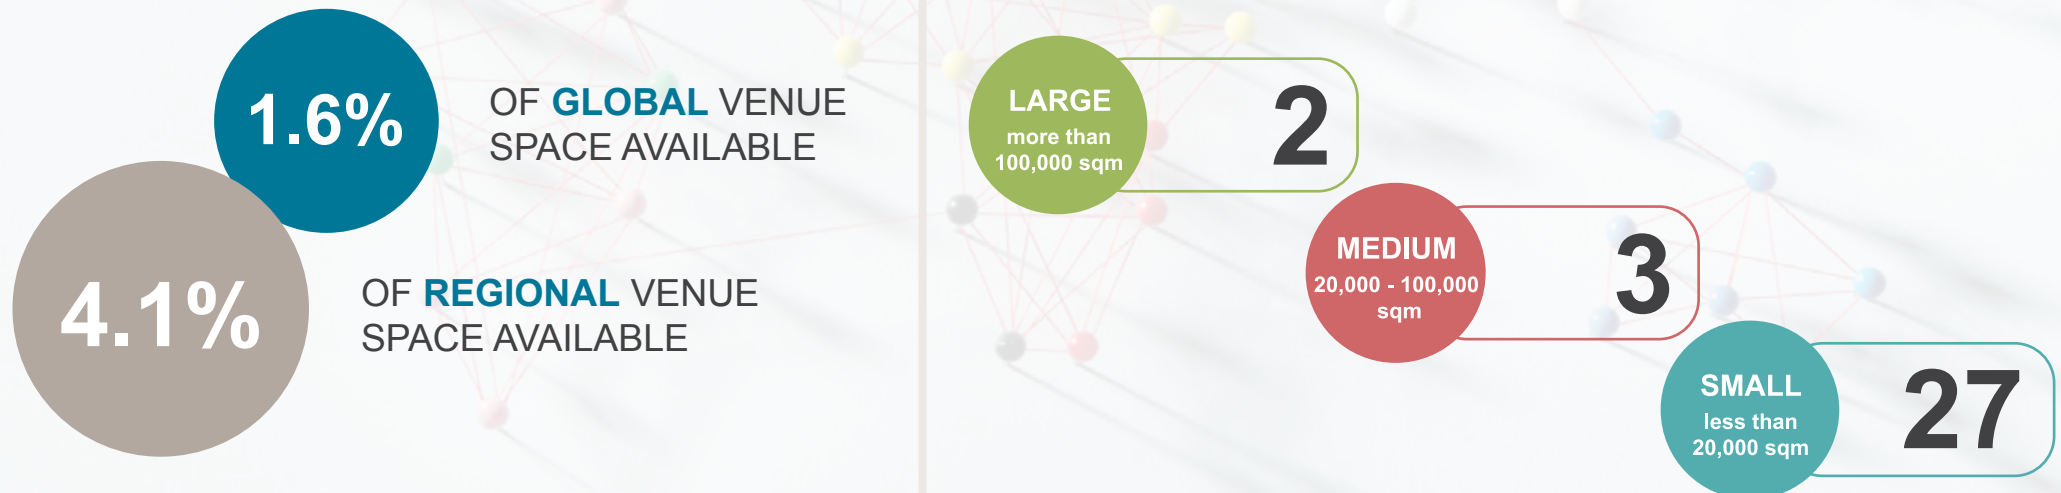 1.6%
OF GLOBAL VENUE
SPACE AVAILABLE
4.1%
OF REGIONAL VENUE
SPACE AVAILABLE
LARGE
more than
100,000 sqm
2
MEDIUM
20,000 - 100,000
sqm
3
SMALL
less than
20,000 sqm
27